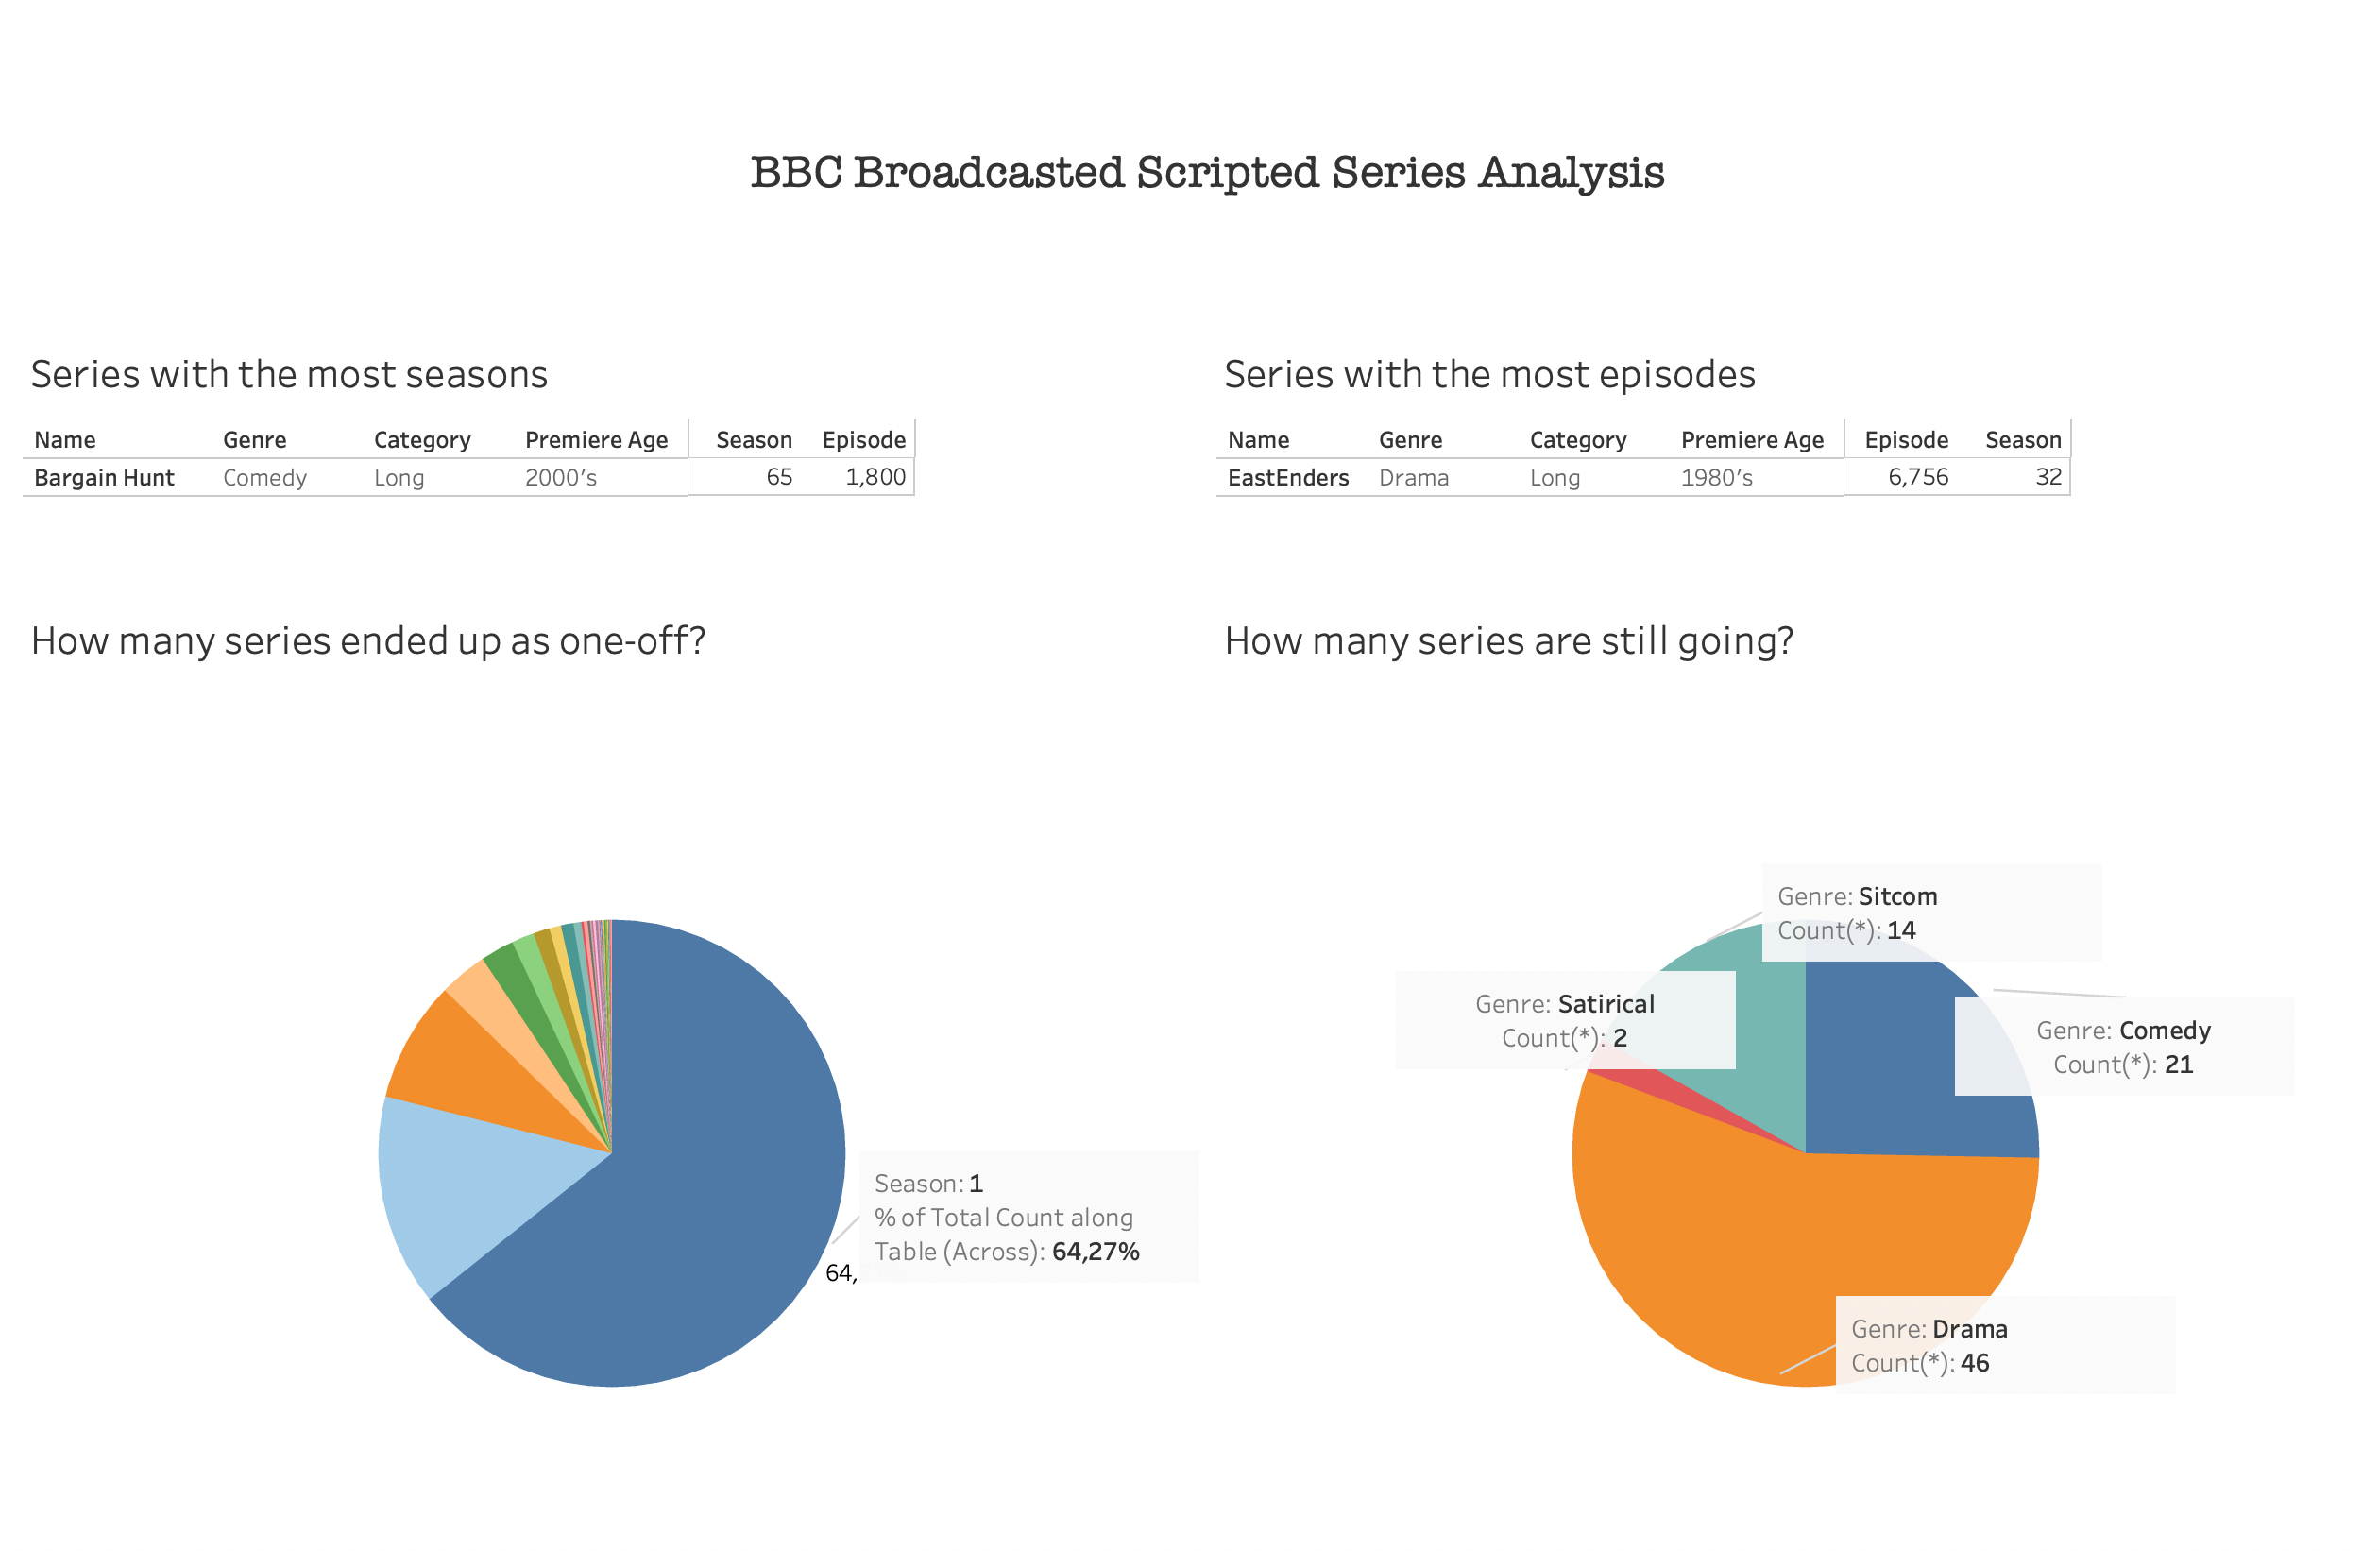 BBC Broadcasted Scripted Series Analysis
Series with the most seasons
Name Genre Category Premiere Age Season Episode
Bargain Hunt Comedy Long 2000's 65 1,800
Series with the most episodes
Name Genre Category Premiere Age Episode Season
EastEnders Drama Long 1980's 6,756 32
How many series ended up as one-off?
Season: 1
% of Total Count along
Table (Across): 64,27%
64,
How many series are still going?
Genre: Sitcom
Count(*): 14
Genre: Satirical
Count(*): 2
Genre: Comedy
Count(*): 21
Genre: Drama
Count(*): 46